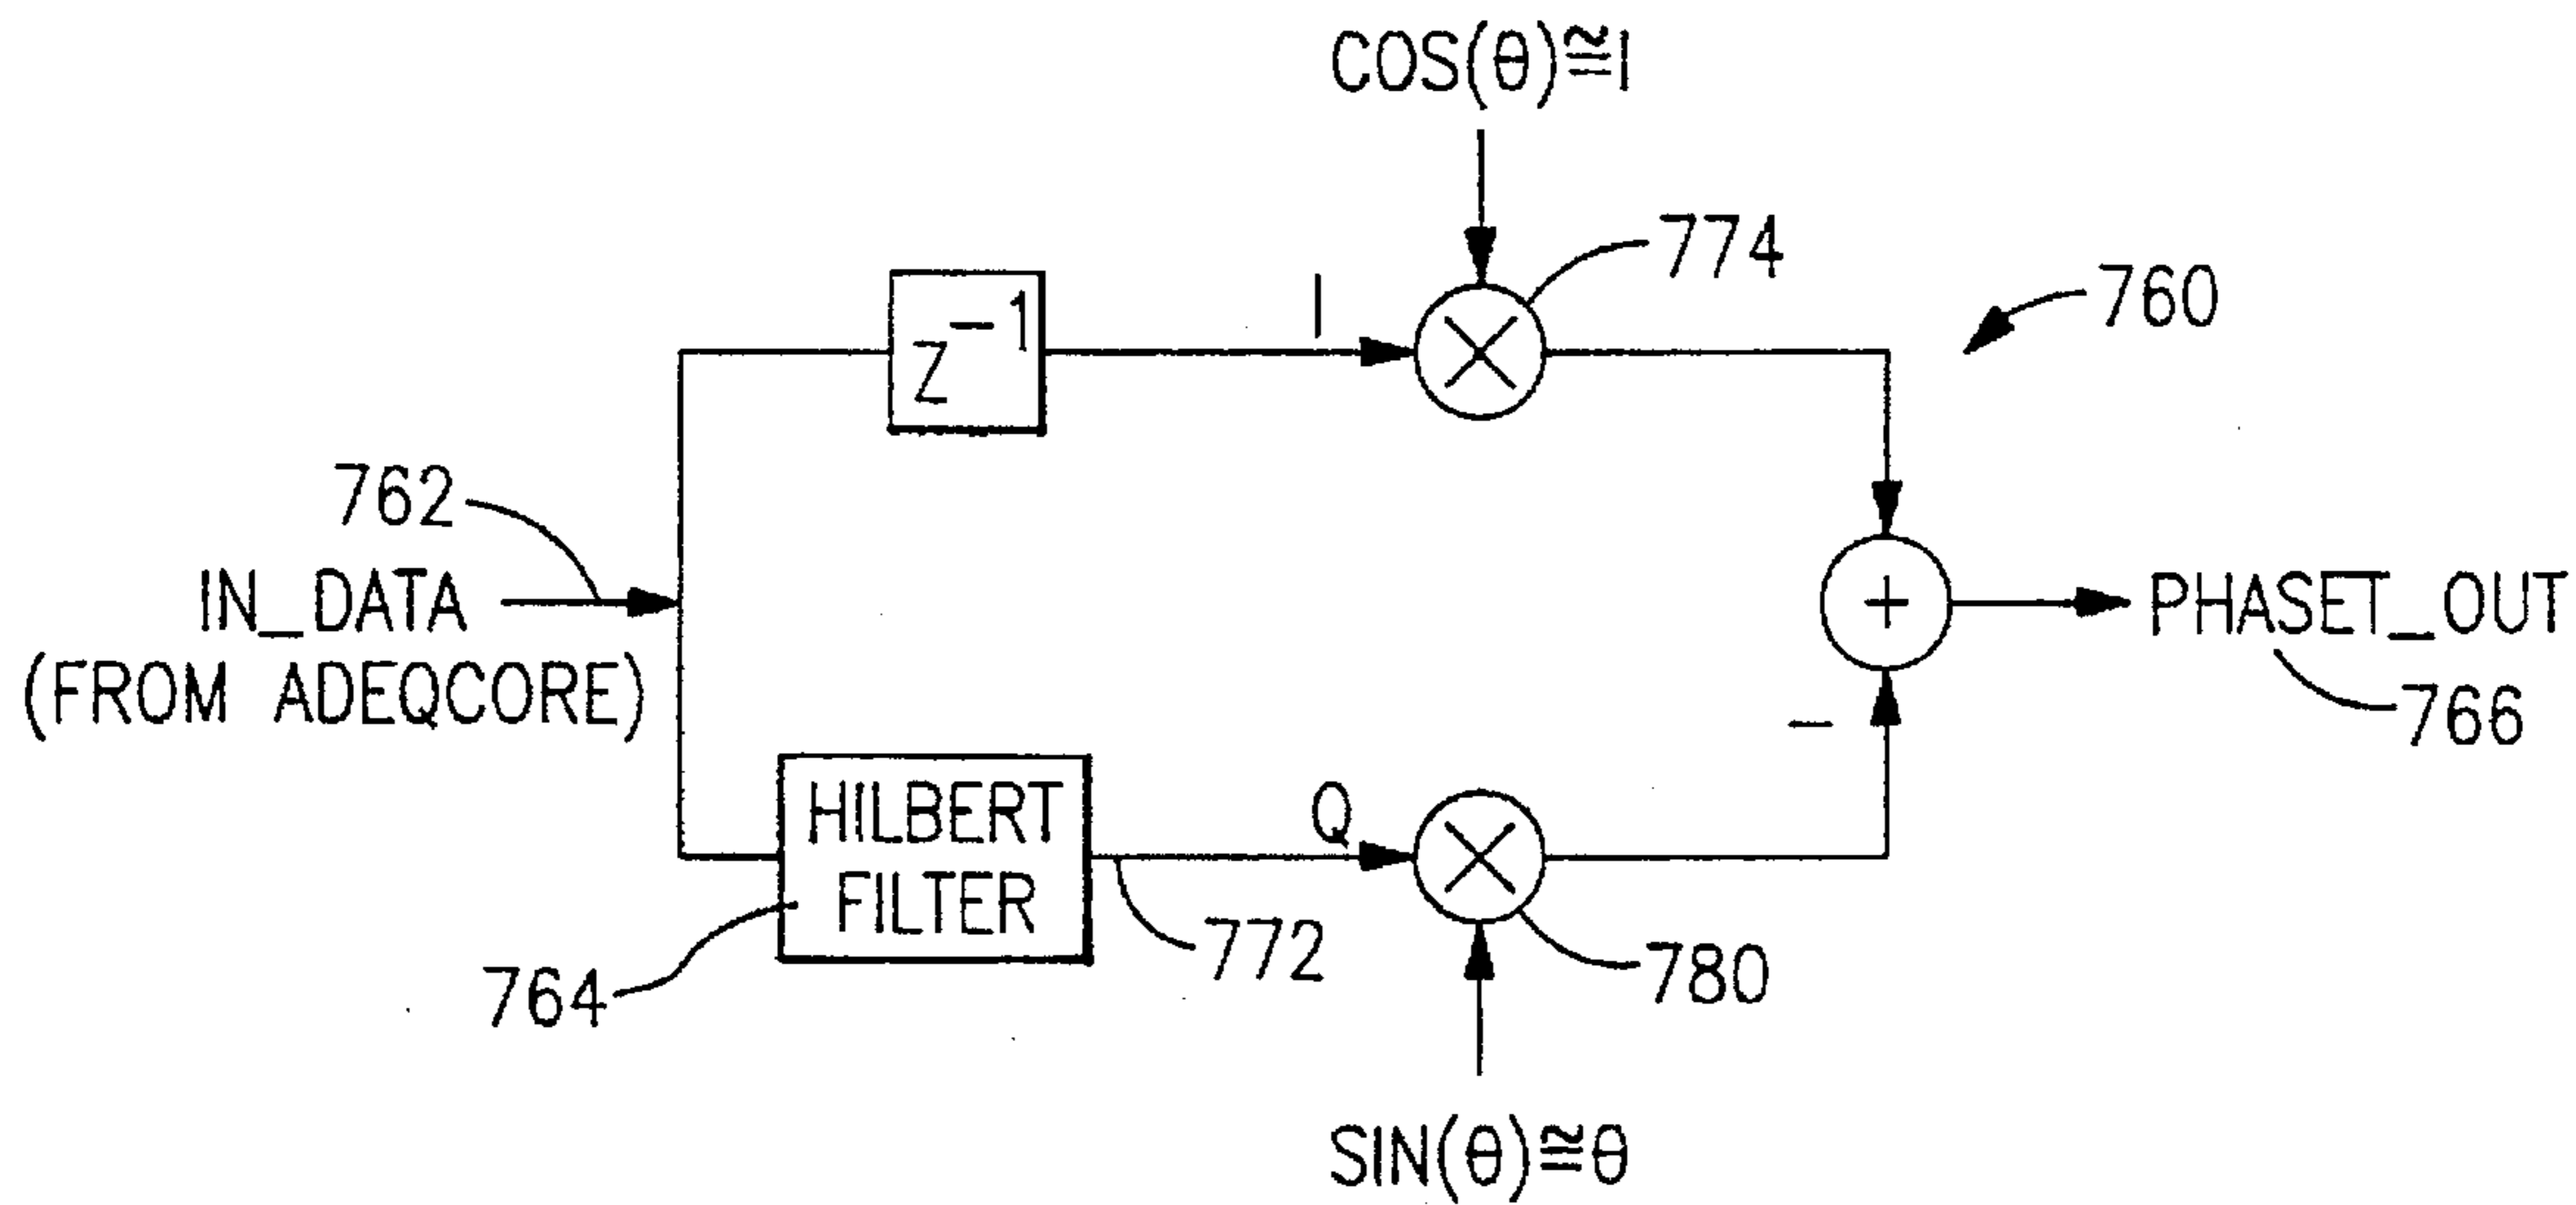 COS(θ)≅1
774
760
Z⁻¹
I
762
IN_DATA
(FROM ADEQCORE)
+
PHASET_OUT
766
−
HILBERT
FILTER
Q
772
780
764
SIN(θ)≅θ